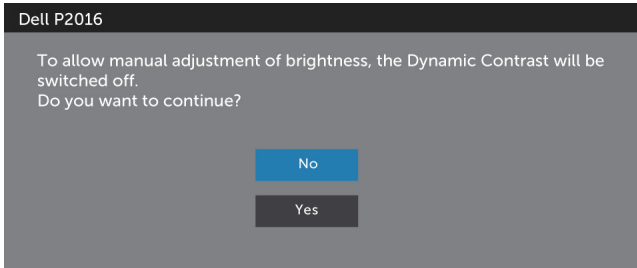 Dell P2016
To allow manual adjustment of brightness, the Dynamic Contrast will be
switched off.
Do you want to continue?
No
Yes